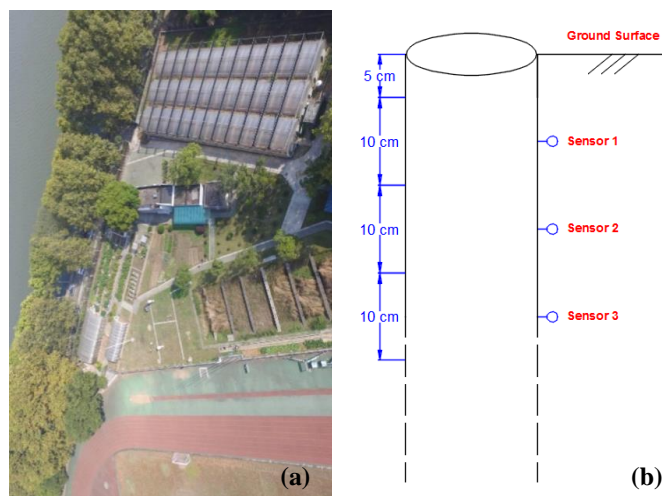 Ground Surface
5 cm
10 cm
Sensor 1
10 cm
Sensor 2
10 cm
Sensor 3
(a)
(b)